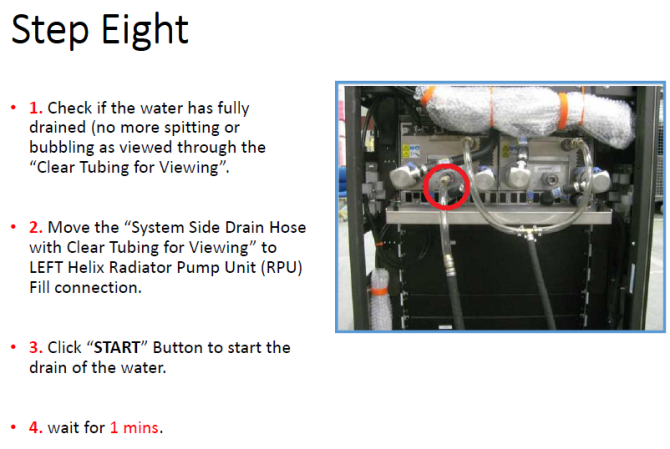 Step Eight
• 1. Check if the water has fully
drained (no more spitting or
bubbling as viewed through the
“Clear Tubing for Viewing”.
• 2. Move the “System Side Drain Hose
with Clear Tubing for Viewing” to
LEFT Helix Radiator Pump Unit (RPU)
Fill connection.
• 3. Click “START” Button to start the
drain of the water.
• 4. wait for 1 mins.